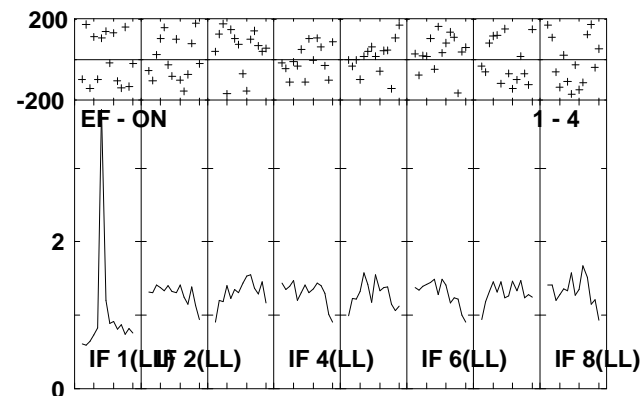 200
-200
EF - ON 1 - 4
2
IF 1(LL) IF 2(LL) IF 4(LL) IF 6(LL) IF 8(LL)
0